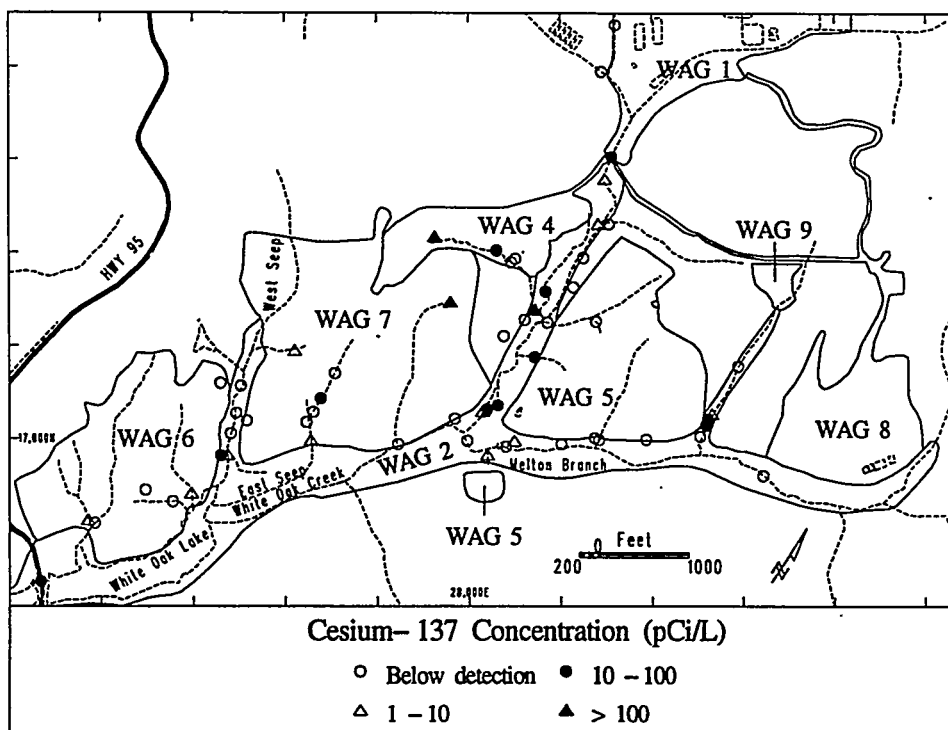 WAG 1
HWY 95
West Seep
WAG 4
WAG 9
WAG 7
WAG 5
WAG 6
WAG 8
17,000N
WAG 2
East Seep
White Oak Creek
Melton Branch
White Oak Lake
WAG 5
0 Feet
200 1000
28,000E
N
Cesium-137 Concentration (pCi/L)
Below detection 10 - 100
1 - 10 > 100